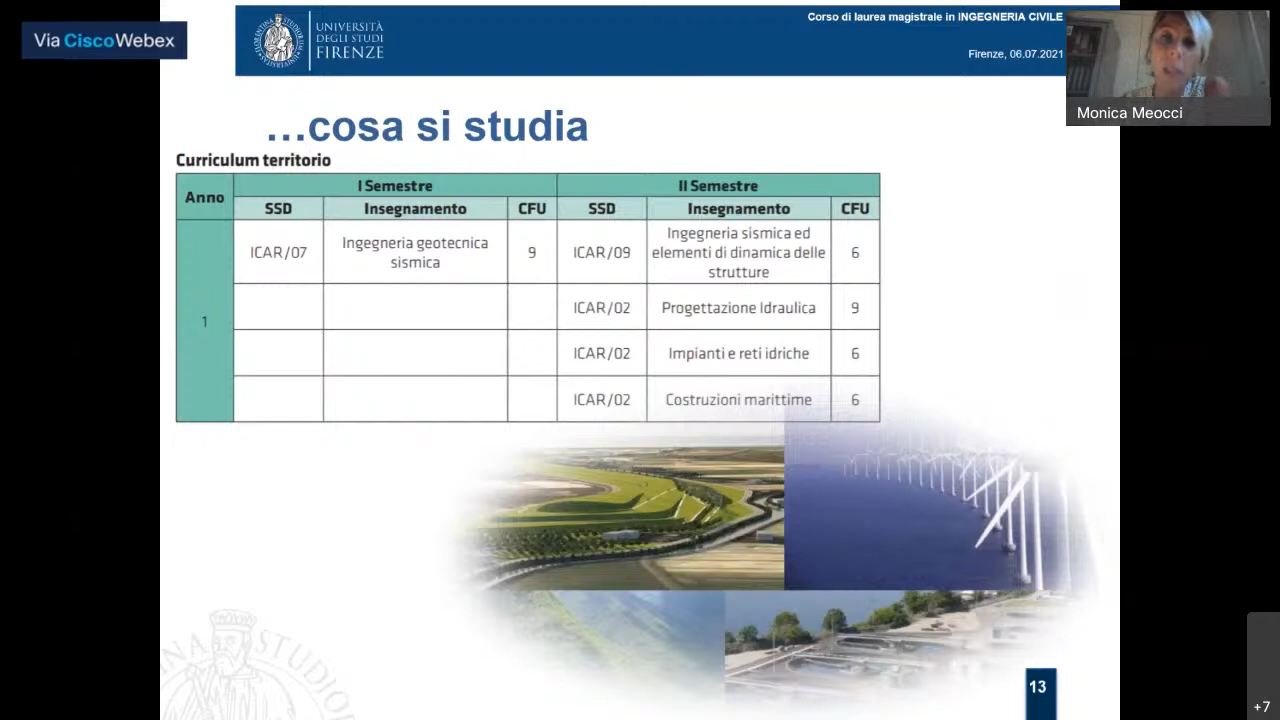 Via CiscoWebex
UNIVERSITÀ
DEGLI STUDI
FIRENZE
Corso di laurea magistrale in INGEGNERIA CIVILE
Firenze, 06.07.2021
Monica Meocci
...cosa si studia
Curriculum territorio
Anno I Semestre II Semestre
SSD Insegnamento CFU SSD Insegnamento CFU
1
ICAR/07 Ingegneria geotecnica
sismica 9
ICAR/09 Ingegneria sismica ed
elementi di dinamica delle
strutture 6
ICAR/02 Progettazione Idraulica 9
ICAR/02 Impianti e reti idriche 6
ICAR/02 Costruzioni marittime 6
13
+7